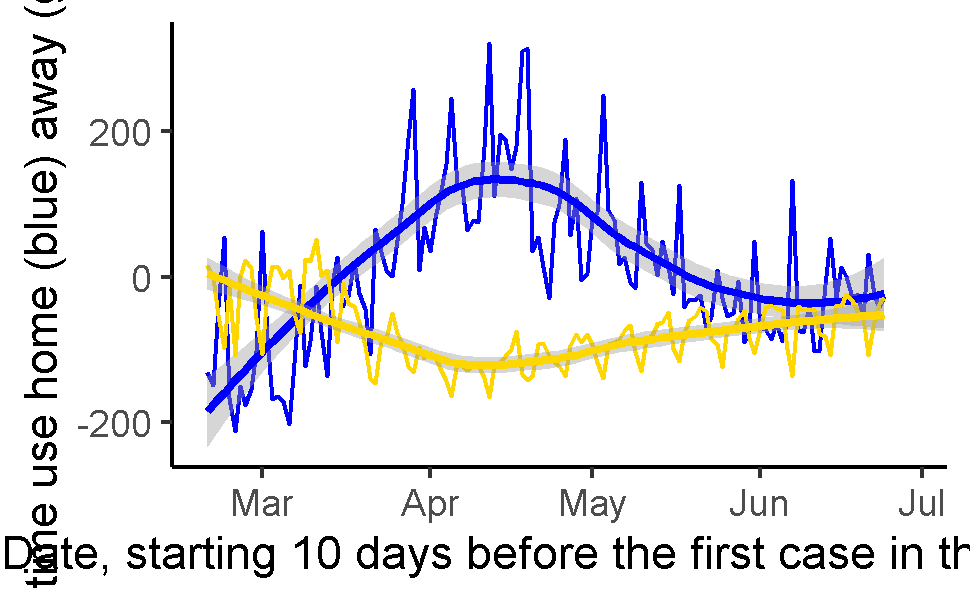 time use home (blue) away (
200
0
-200
Mar Apr May Jun Jul
Date, starting 10 days before the first case in th